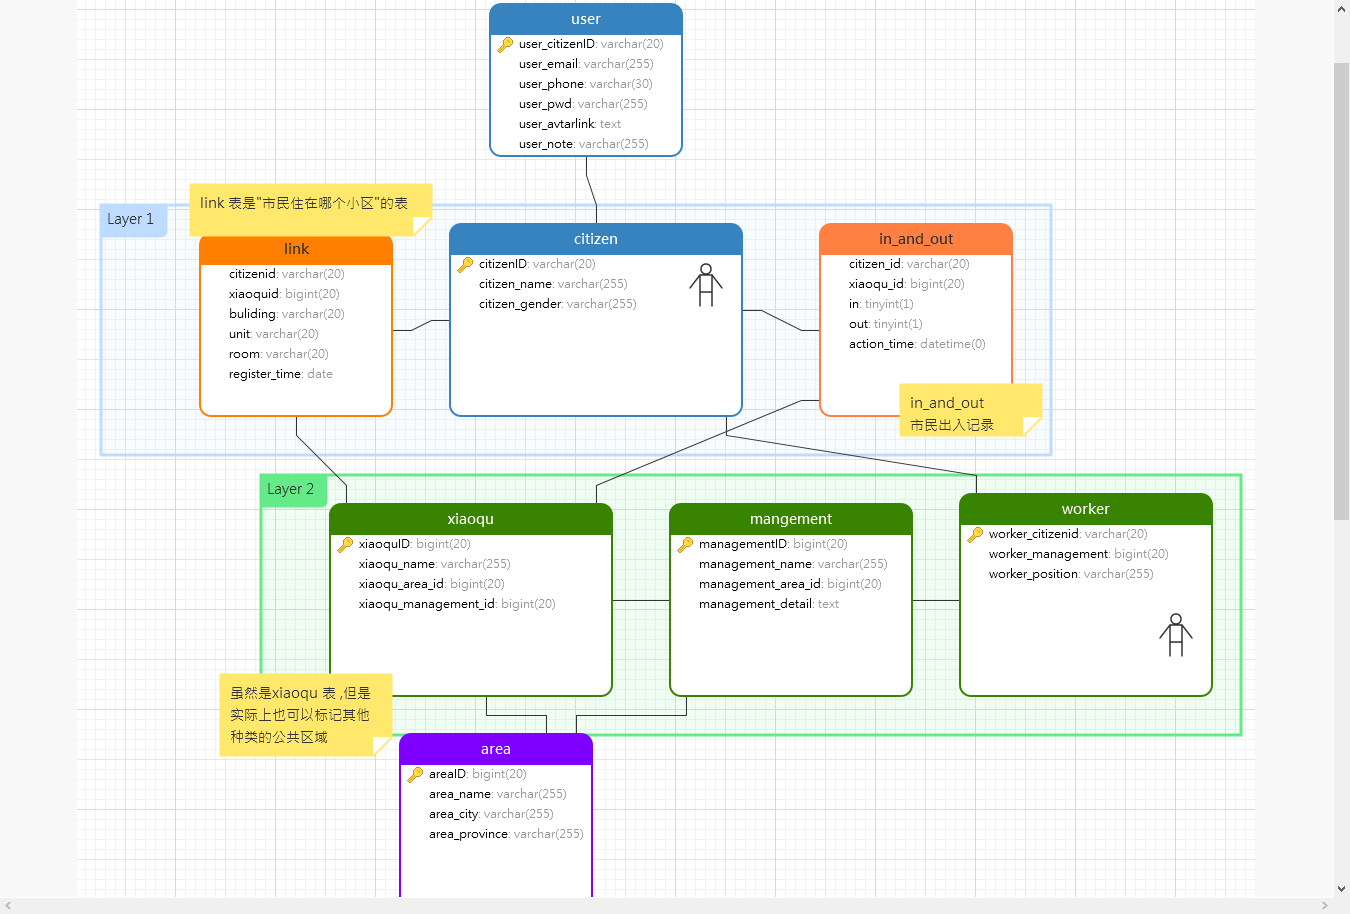 user
user_citizenID: varchar(20)
user_email: varchar(255)
user_phone: varchar(30)
user_pwd: varchar(255)
user_avtarlink: text
user_note: varchar(255)
Layer 1
link 表是"市民住在哪个小区"的表
link
citizenid: varchar(20)
xiaoquid: bigint(20)
buliding: varchar(20)
unit: varchar(20)
room: varchar(20)
register_time: date
citizen
citizenID: varchar(20)
citizen_name: varchar(255)
citizen_gender: varchar(255)
in_and_out
citizen_id: varchar(20)
xiaoqu_id: bigint(20)
in: tinyint(1)
out: tinyint(1)
action_time: datetime(0)
in_and_out
市民出入记录
Layer 2
xiaoqu
xiaoquID: bigint(20)
xiaoqu_name: varchar(255)
xiaoqu_area_id: bigint(20)
xiaoqu_management_id: bigint(20)
mangement
managementID: bigint(20)
management_name: varchar(255)
management_area_id: bigint(20)
management_detail: text
worker
worker_citizenid: varchar(20)
worker_management: bigint(20)
worker_position: varchar(255)
虽然是xiaoqu 表 ,但是
实际上也可以标记其他
种类的公共区域
area
areaID: bigint(20)
area_name: varchar(255)
area_city: varchar(255)
area_province: varchar(255)